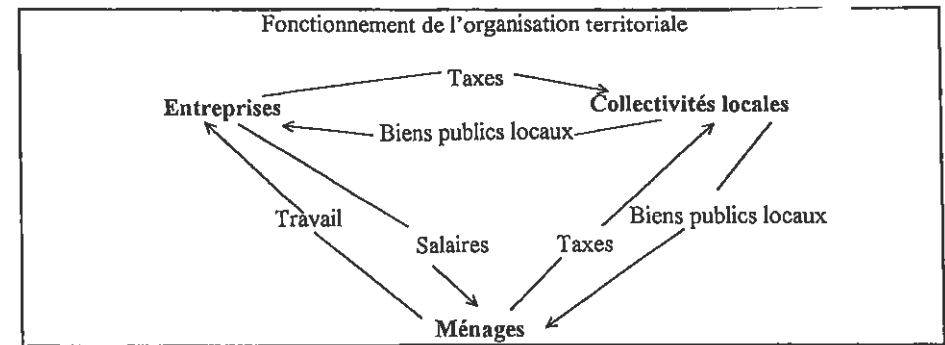 Fonctionnement de l'organisation territoriale
Taxes
Entreprises
Collectivités locales
Biens publics locaux
Travail
Salaires
Taxes
Biens publics locaux
Ménages